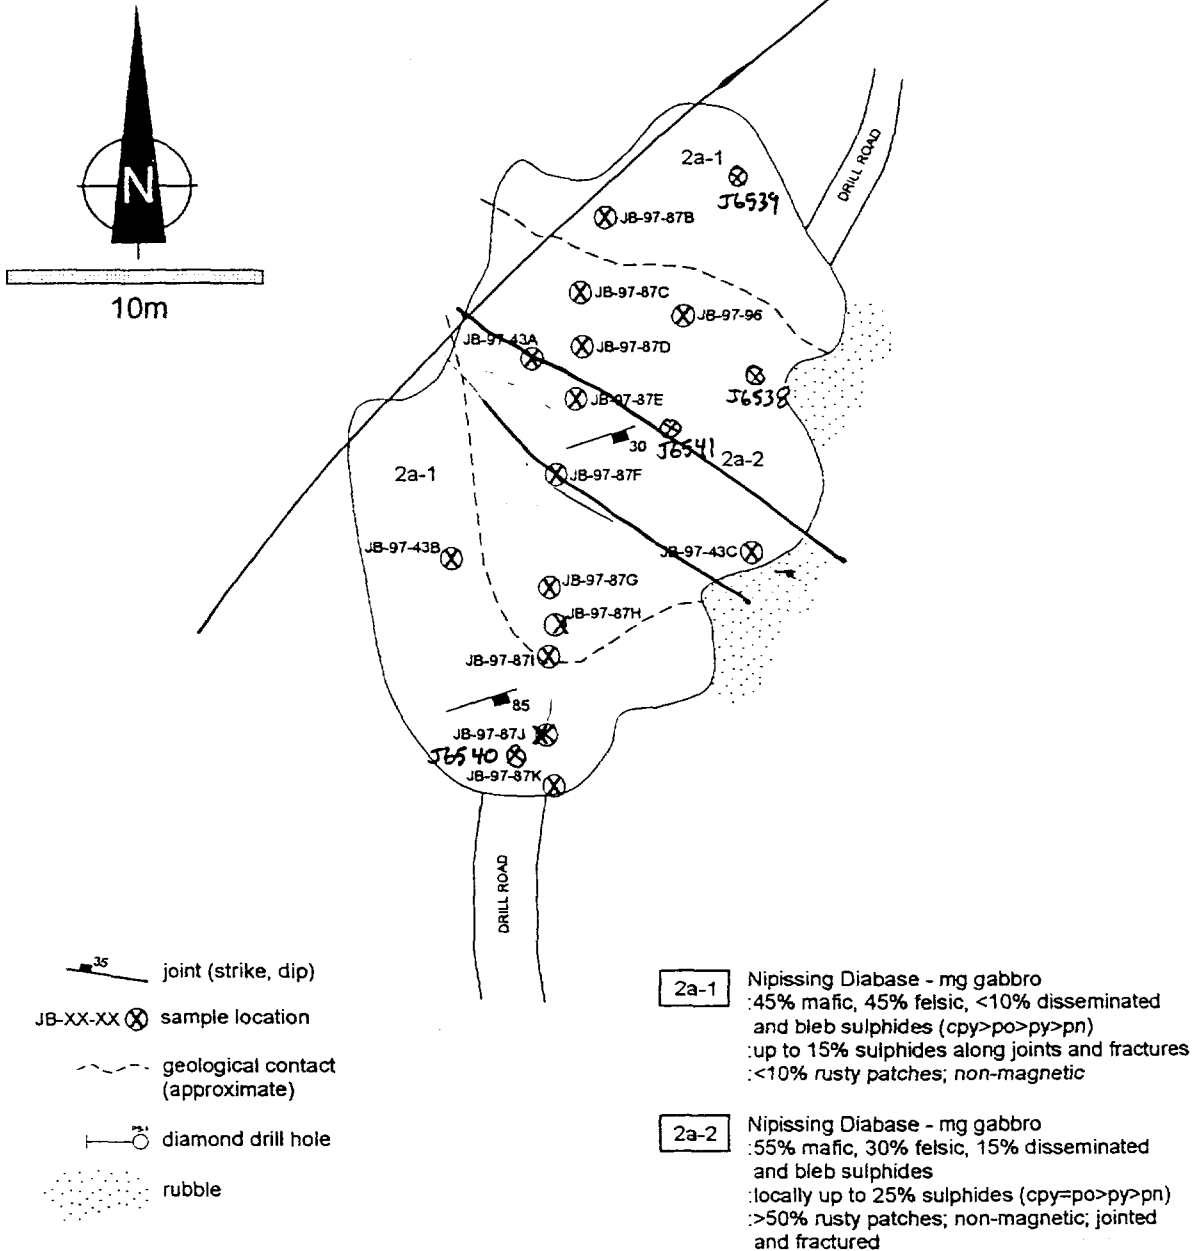 N
10m
DRILL ROAD
2a-1
J6539
JB-97-87B
JB-97-87C
JB-97-96
JB-97-43A
JB-97-87D
J6538
JB-97-87E
30
J6541
2a-2
2a-1
JB-97-87F
JB-97-43B
JB-97-43C
JB-97-87G
JB-97-87H
JB-97-87I
85
JB-97-87J
J6540
JB-97-87K
DRILL ROAD
35
joint (strike, dip)
JB-XX-XX
sample location
geological contact
(approximate)
diamond drill hole
rubble
2a-1
Nipissing Diabase - mg gabbro
:45% mafic, 45% felsic, <10% disseminated
and bleb sulphides (cpy>po>py>pn)
:up to 15% sulphides along joints and fractures
:<10% rusty patches; non-magnetic
2a-2
Nipissing Diabase - mg gabbro
:55% mafic, 30% felsic, 15% disseminated
and bleb sulphides
:locally up to 25% sulphides (cpy=po>py>pn)
:>50% rusty patches; non-magnetic; jointed
and fractured